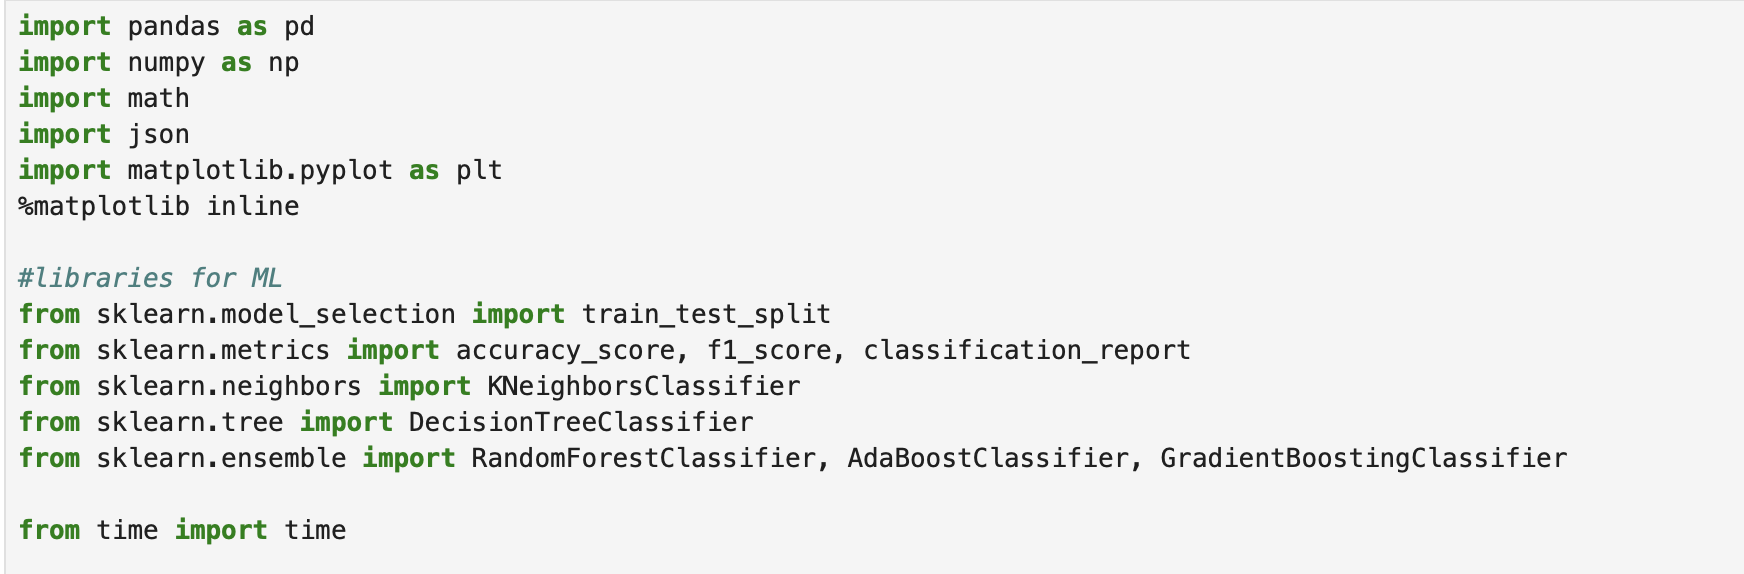 import pandas as pd
import numpy as np
import math
import json
import matplotlib.pyplot as plt
%matplotlib inline
#libraries for ML
from sklearn.model_selection import train_test_split
from sklearn.metrics import accuracy_score, f1_score, classification_report
from sklearn.neighbors import KNeighborsClassifier
from sklearn.tree import DecisionTreeClassifier
from sklearn.ensemble import RandomForestClassifier, AdaBoostClassifier, GradientBoostingClassifier
from time import time